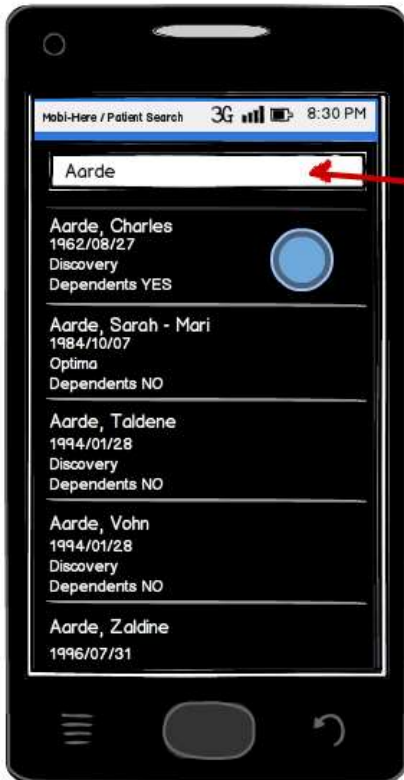 Mobi-Here / Patient Search 3G 8:30 PM
Aarde
Aarde, Charles
1962/08/27
Discovery
Dependents YES
Aarde, Sarah - Mari
1984/10/07
Optima
Dependents NO
Aarde, Taldene
1994/01/28
Discovery
Dependents NO
Aarde, Vohn
1994/01/28
Discovery
Dependents NO
Aarde, Zaldine
1996/07/31